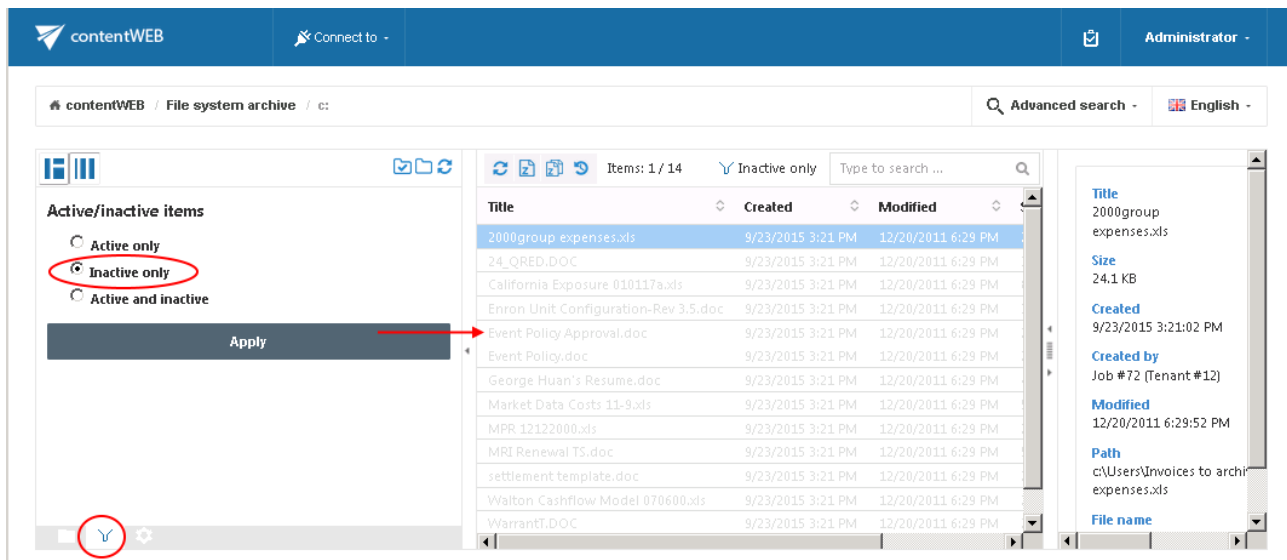 contentWEB
Connect to -
Administrator -
contentWEB / File system archive / c:
Advanced search -
English -
Active/inactive items
Active only
Inactive only
Active and inactive
Apply
Items: 1 / 14
Inactive only
Type to search ...
Title
Created
Modified
2000group expenses.xls 9/23/2015 3:21 PM 12/20/2011 6:29 PM
24_QRED.DOC 9/23/2015 3:21 PM 12/20/2011 6:29 PM
California Exposure 010117a.xls 9/23/2015 3:21 PM 12/20/2011 6:29 PM
Enron Unit Configuration-Rev 3.5.doc 9/23/2015 3:21 PM 12/20/2011 6:29 PM
Event Policy Approval.doc 9/23/2015 3:21 PM 12/20/2011 6:29 PM
Event Policy.doc 9/23/2015 3:21 PM 12/20/2011 6:29 PM
George Huan's Resume.doc 9/23/2015 3:21 PM 12/20/2011 6:29 PM
Market Data Costs 11-9.xls 9/23/2015 3:21 PM 12/20/2011 6:29 PM
MPR 12122000.xls 9/23/2015 3:21 PM 12/20/2011 6:29 PM
MRI Renewal TS.doc 9/23/2015 3:21 PM 12/20/2011 6:29 PM
settlement template.doc 9/23/2015 3:21 PM 12/20/2011 6:29 PM
Walton Cashflow Model 070600.xls 9/23/2015 3:21 PM 12/20/2011 6:29 PM
WarrantT.DOC 9/23/2015 3:21 PM 12/20/2011 6:29 PM
Title
2000group
expenses.xls
Size
24.1 KB
Created
9/23/2015 3:21:02 PM
Created by
Job #72 (Tenant #12)
Modified
12/20/2011 6:29:52 PM
Path
c:\Users\Invoices to archi
expenses.xls
File name